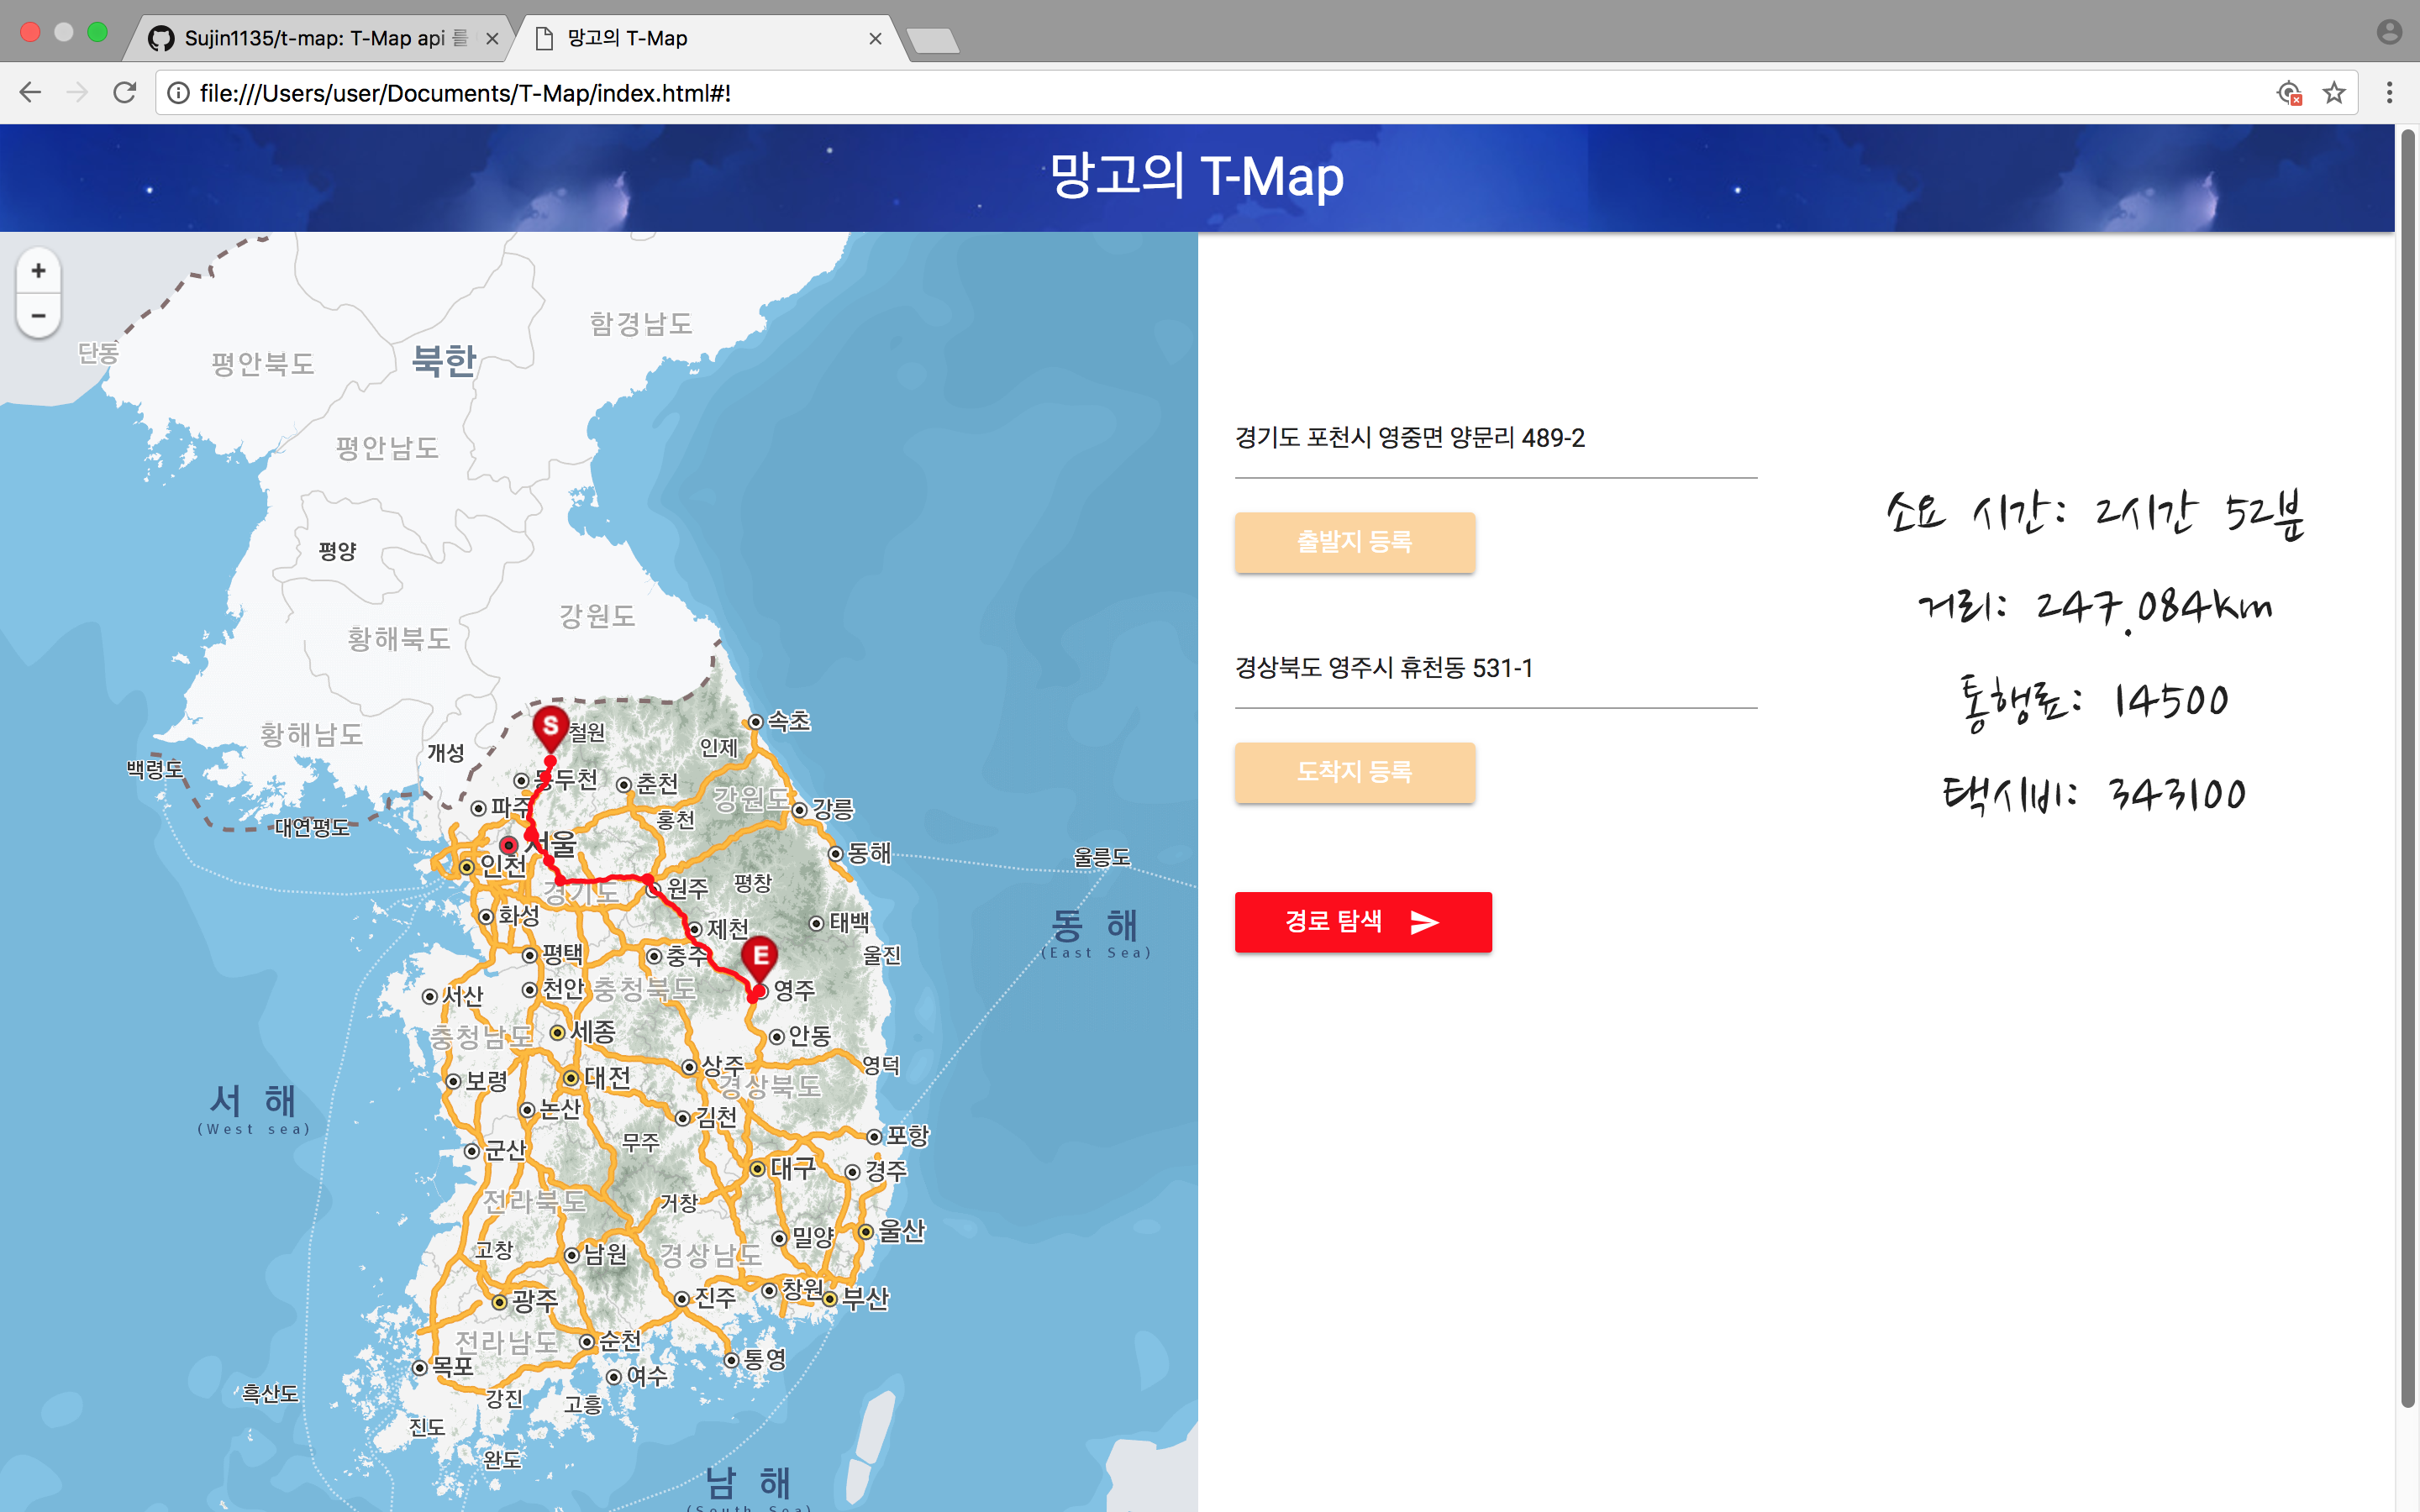 Sujin1135/t-map: T-Map api 를
망고의 T-Map
file:///Users/user/Documents/T-Map/index.html#!
망고의 T-Map
+
−
함경남도
단동
평안북도
북한
평안남도
평양
강원도
황해북도
황해남도
개성
백령도
대연평도
S
철원
속초
인제
동두천
춘천
강원도
파주
홍천
강릉
서울
인천
동해
울릉도
경기도
원주
평창
화성
제천
태백
동 해
(East Sea)
평택
충주
E
울진
서산
천안
충청북도
영주
충청남도
세종
안동
보령
대전
상주
영덕
경상북도
서 해
(West sea)
논산
김천
군산
무주
포항
대구
경주
전라북도
거창
고창
남원
경상남도
밀양
울산
광주
진주
창원
부산
전라남도
순천
목포
여수
통영
흑산도
강진
고흥
진도
완도
남 해
(South Sea)
경기도 포천시 영중면 양문리 489-2
출발지 등록
경상북도 영주시 휴천동 531-1
도착지 등록
경로 탐색
소요 시간: 2시간 52분
거리: 247.084km
통행료: 14500
택시비: 343100